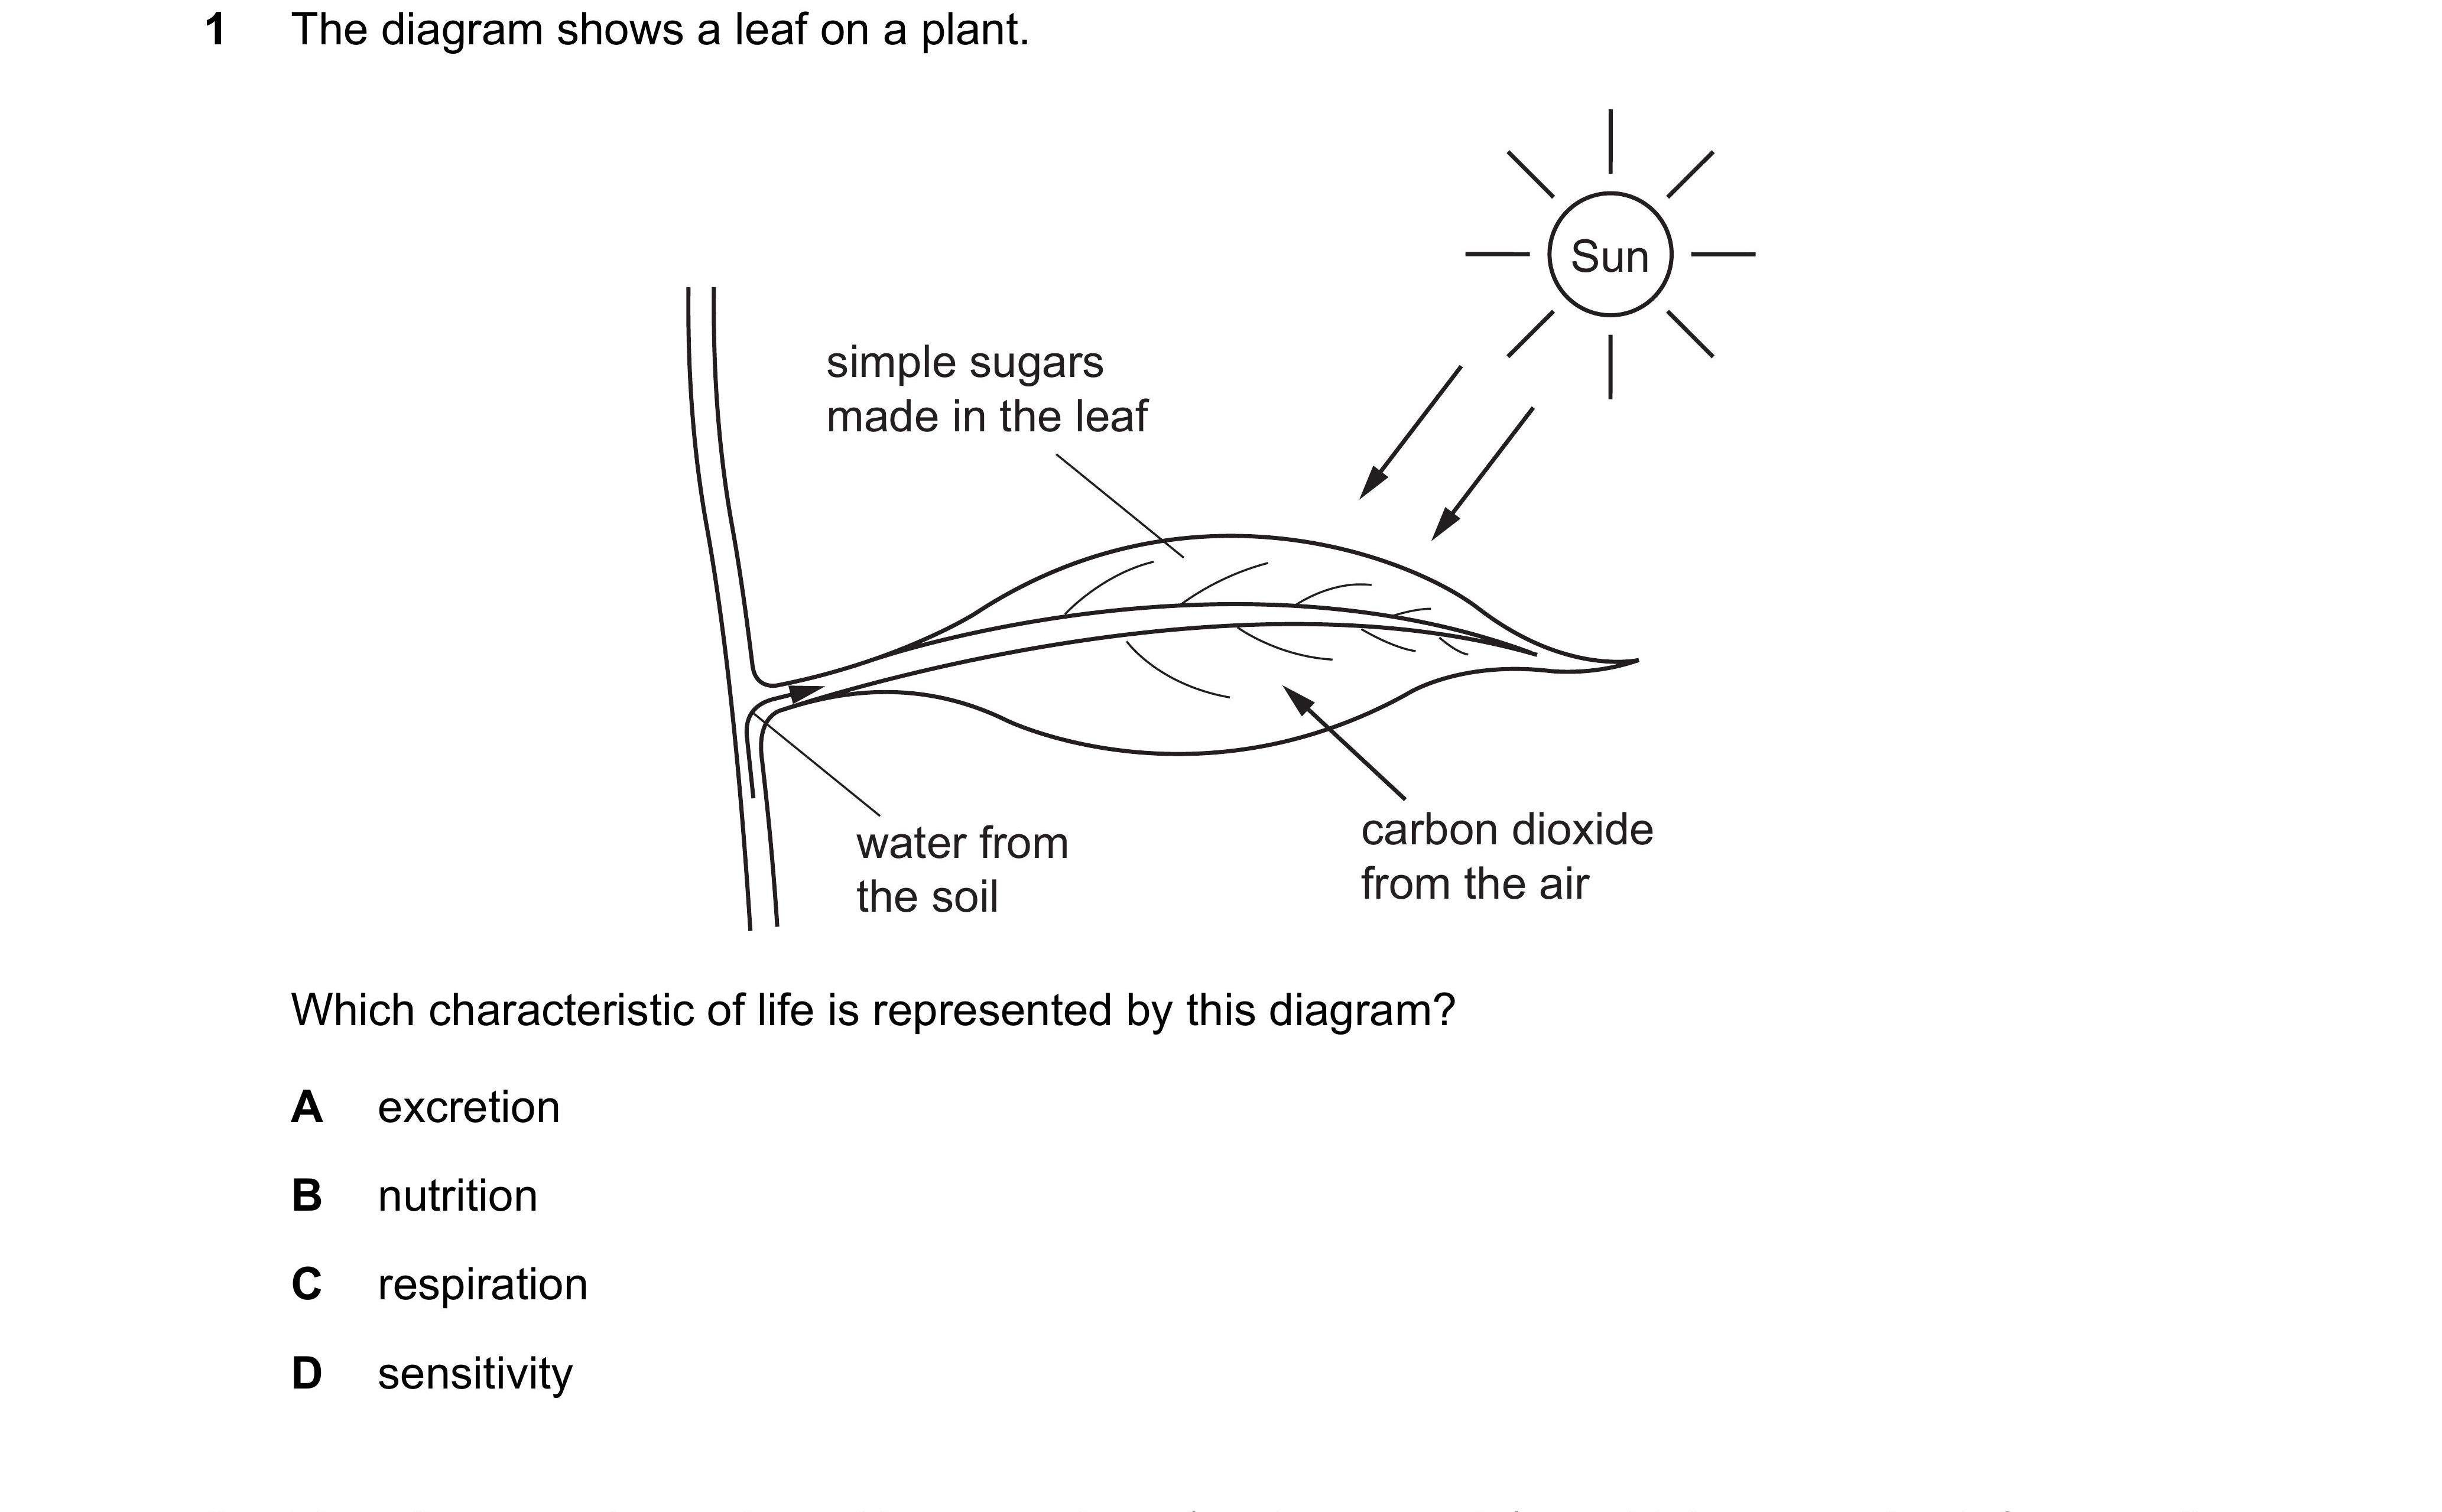 1 The diagram shows a leaf on a plant.
Sun
simple sugars
made in the leaf
water from
the soil
carbon dioxide
from the air
Which characteristic of life is represented by this diagram?
A excretion
B nutrition
C respiration
D sensitivity